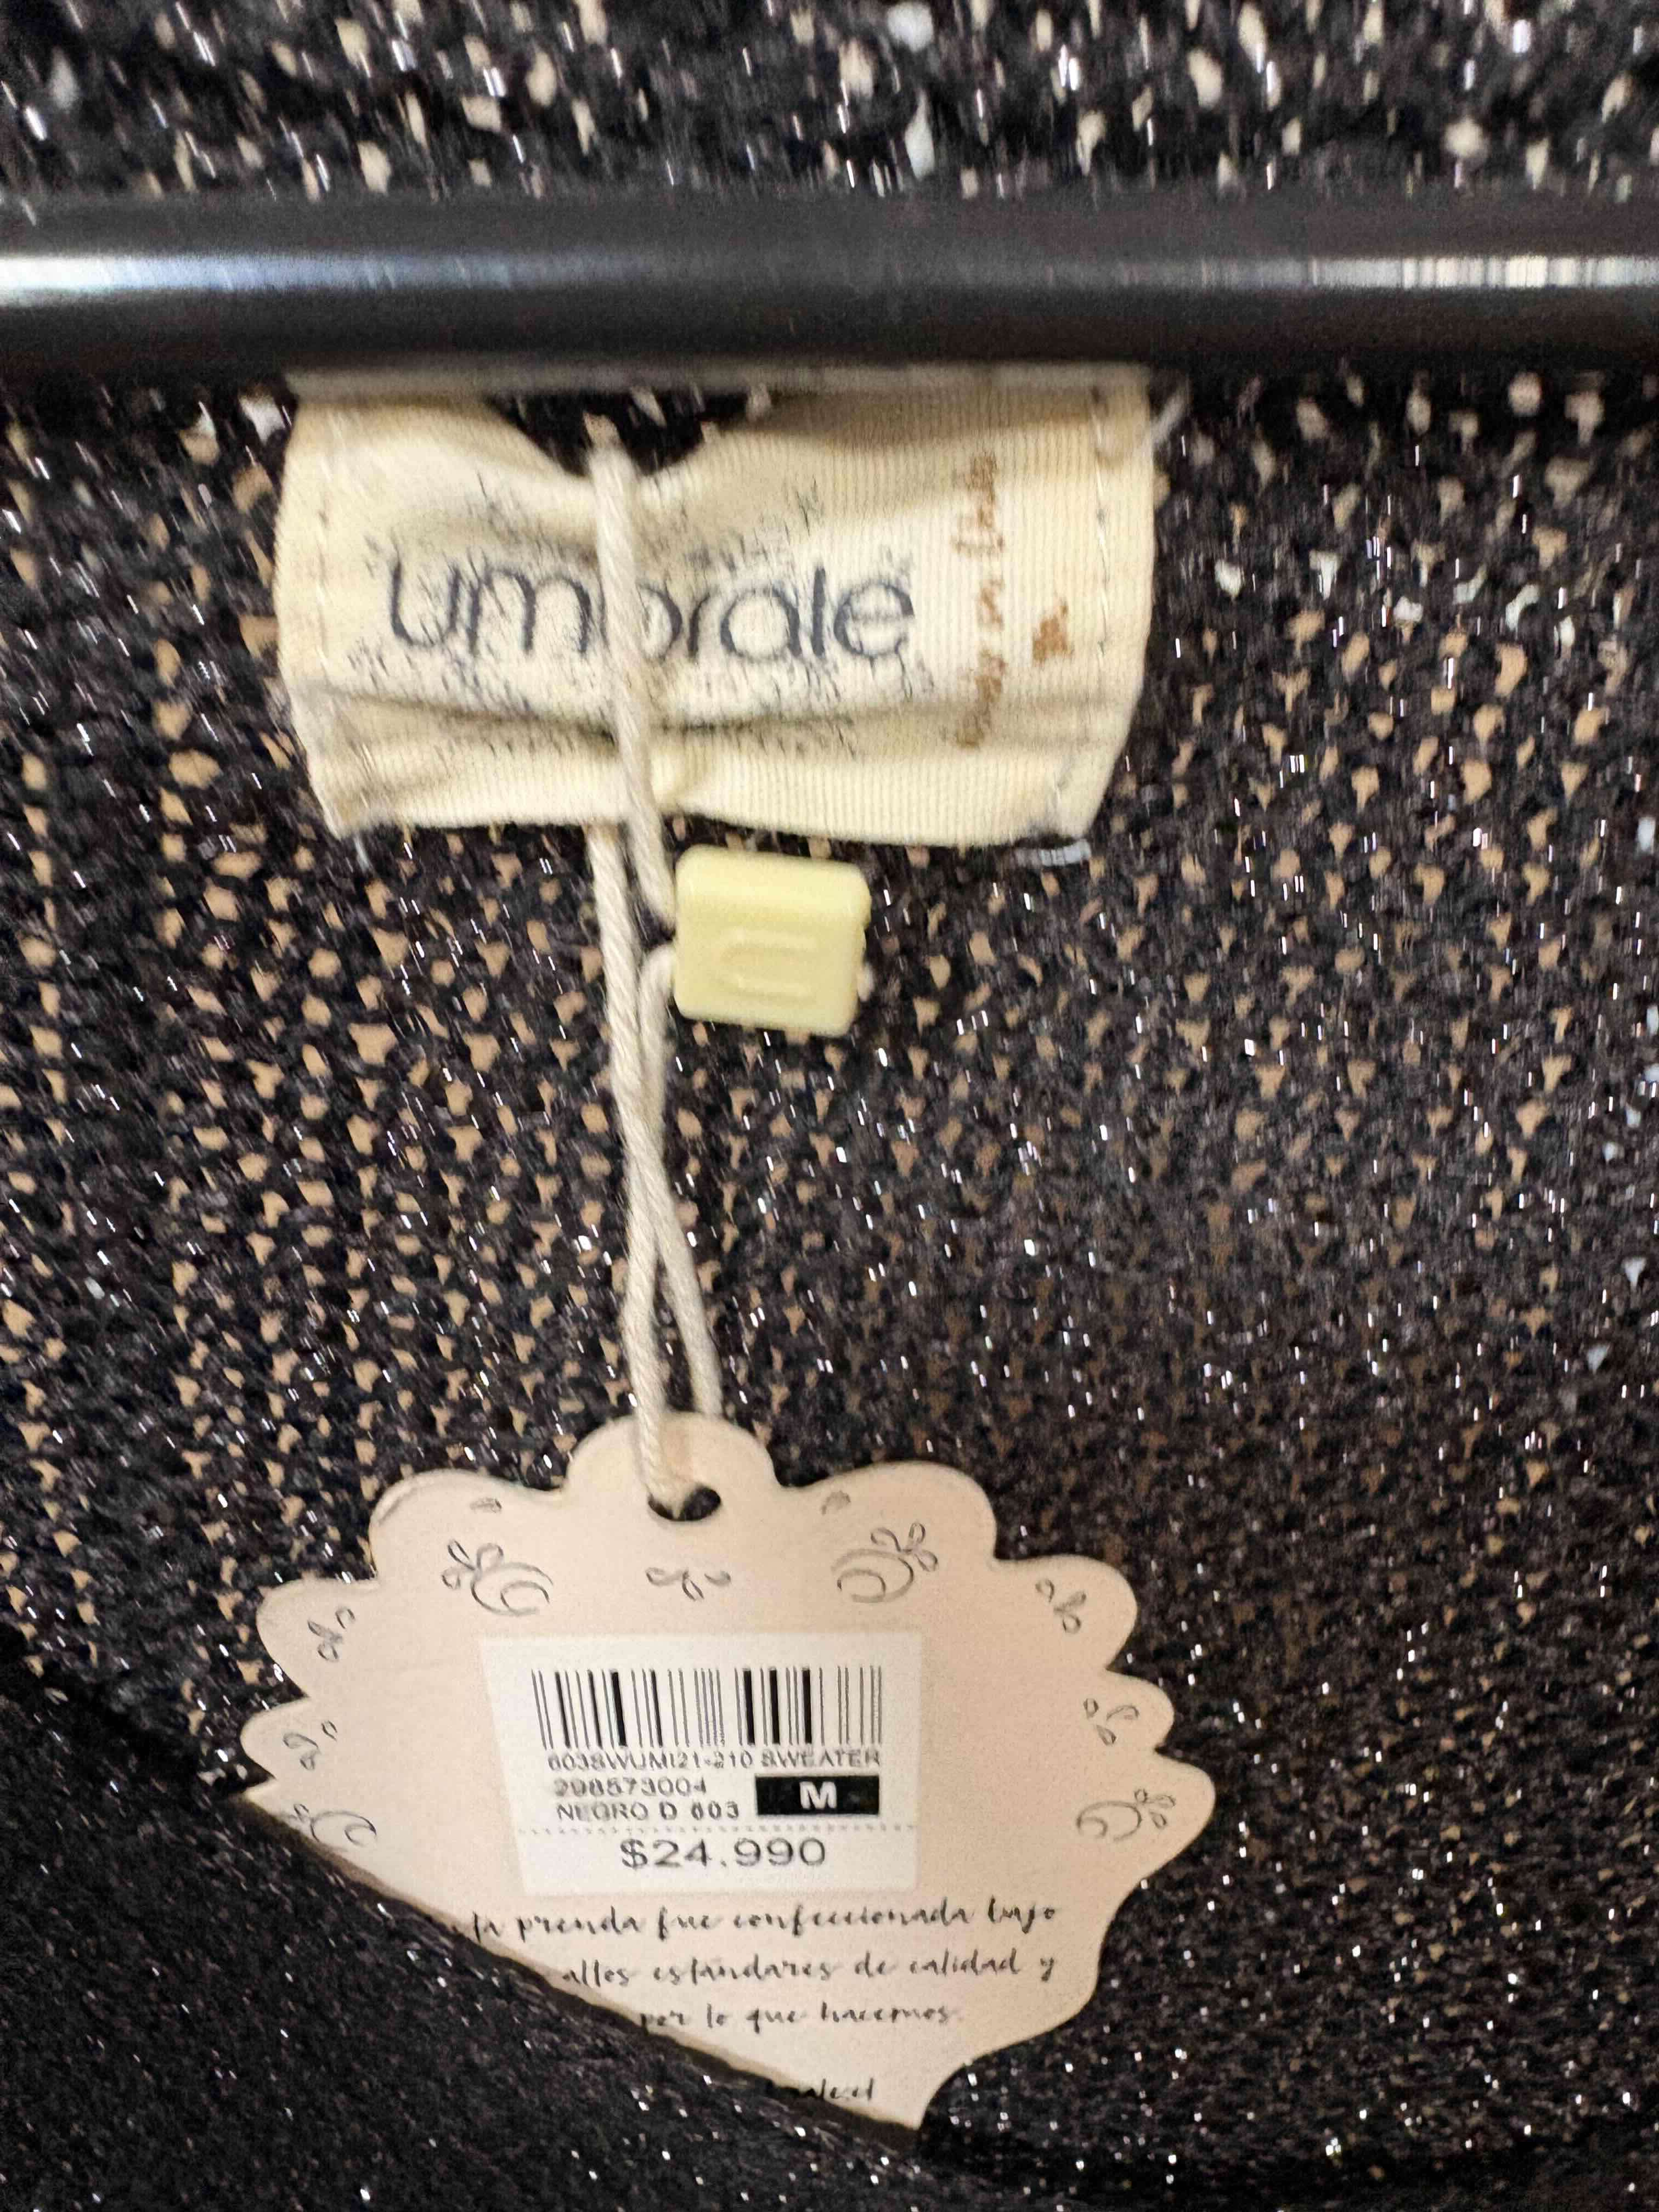 umbrale
603SWUMI21-210 SWEATER
298573004
M
NEGRO D 603
$24.990
prenda fue confeccionada bajo
altos estándares de calidad y
por lo que hacemos.